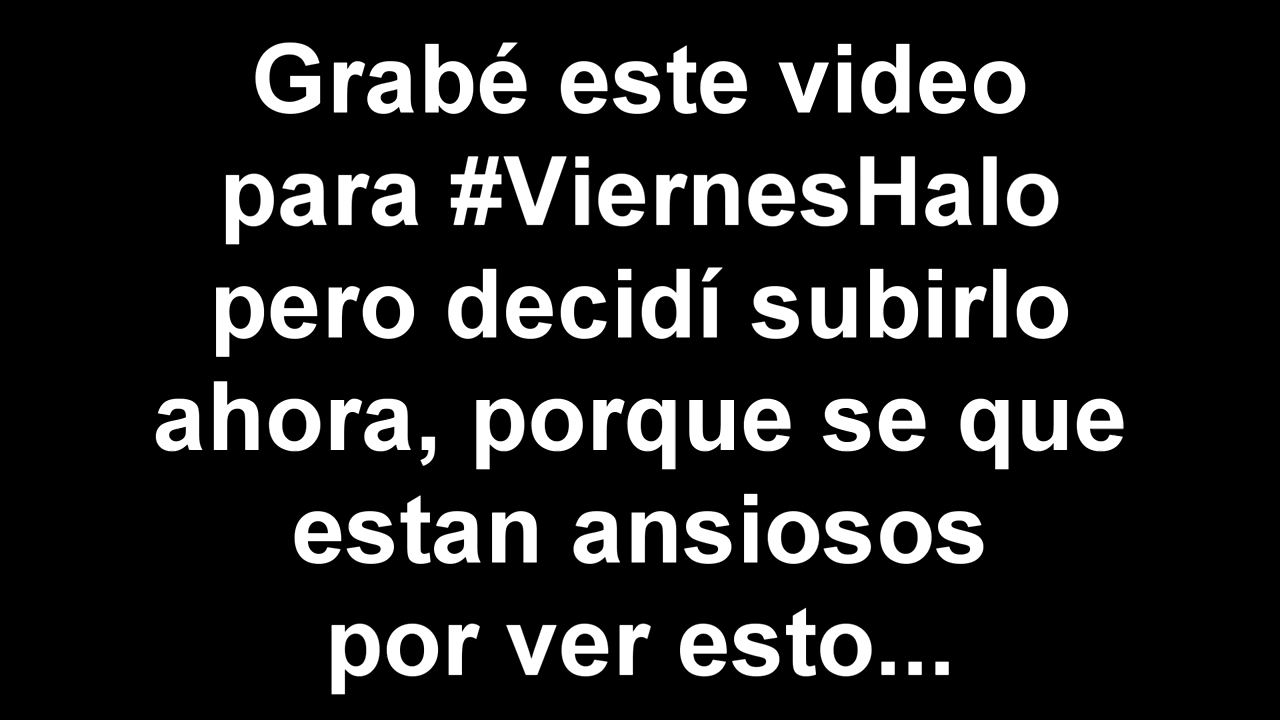 Grabé este video
para #ViernesHalo
pero decidí subirlo
ahora, porque se que
estan ansiosos
por ver esto...